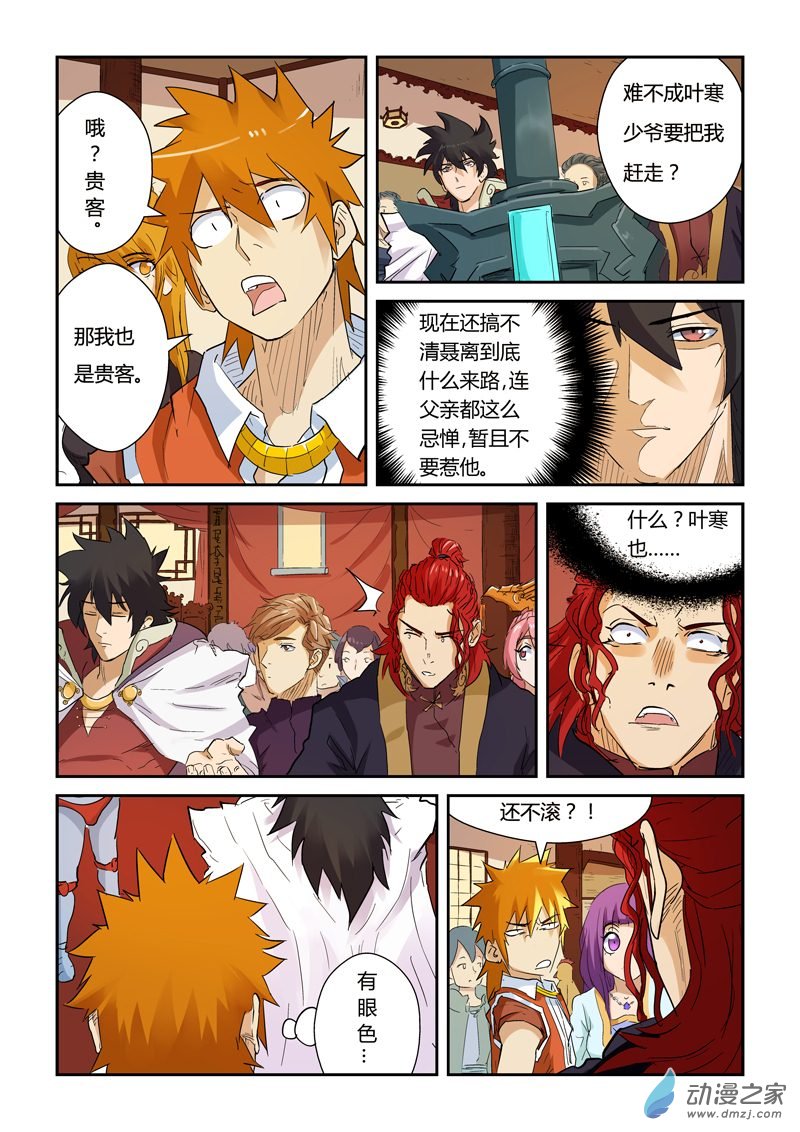 哦？贵客。
那我也
是贵客。
难不成叶寒
少爷要把我
赶走？
现在还搞不
清聂离到底
什么来路，连
父亲都这么
忌惮，暂且不
要惹他。
什么？叶寒
也……
有眼色…
还不滚？！
动漫之家
www.dmzj.com